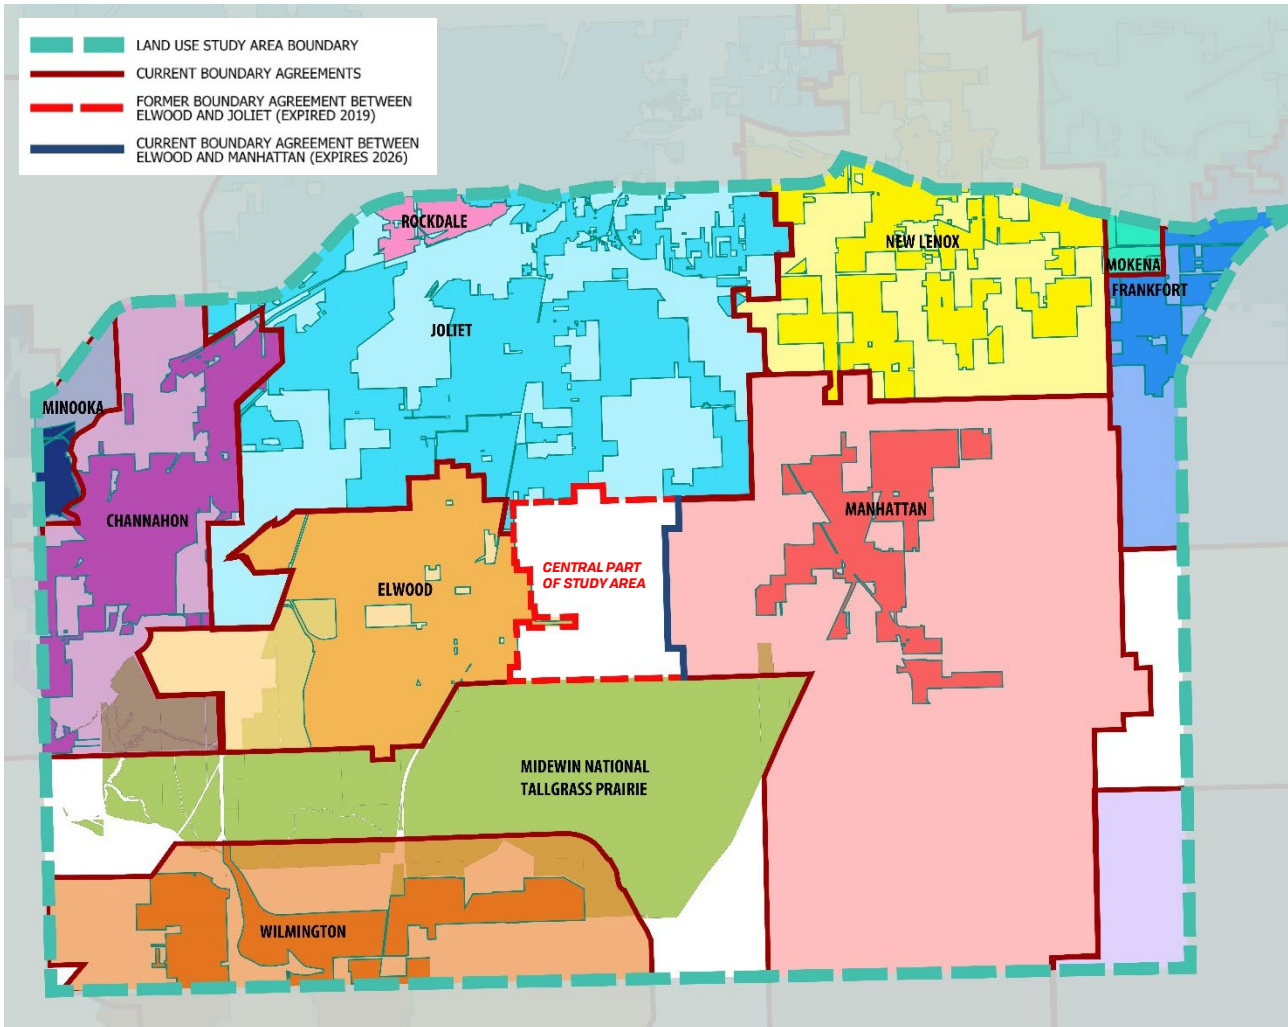 LAND USE STUDY AREA BOUNDARY
CURRENT BOUNDARY AGREEMENTS
FORMER BOUNDARY AGREEMENT BETWEEN
ELWOOD AND JOLIET (EXPIRED 2019)
CURRENT BOUNDARY AGREEMENT BETWEEN
ELWOOD AND MANHATTAN (EXPIRES 2026)
ROCKDALE
NEW LENOX
MOKENA
FRANKFORT
JOLIET
MINOOKA
CHANNAHON
MANHATTAN
CENTRAL PART
OF STUDY AREA
ELWOOD
MIDEWIN NATIONAL
TALLGRASS PRAIRIE
WILMINGTON